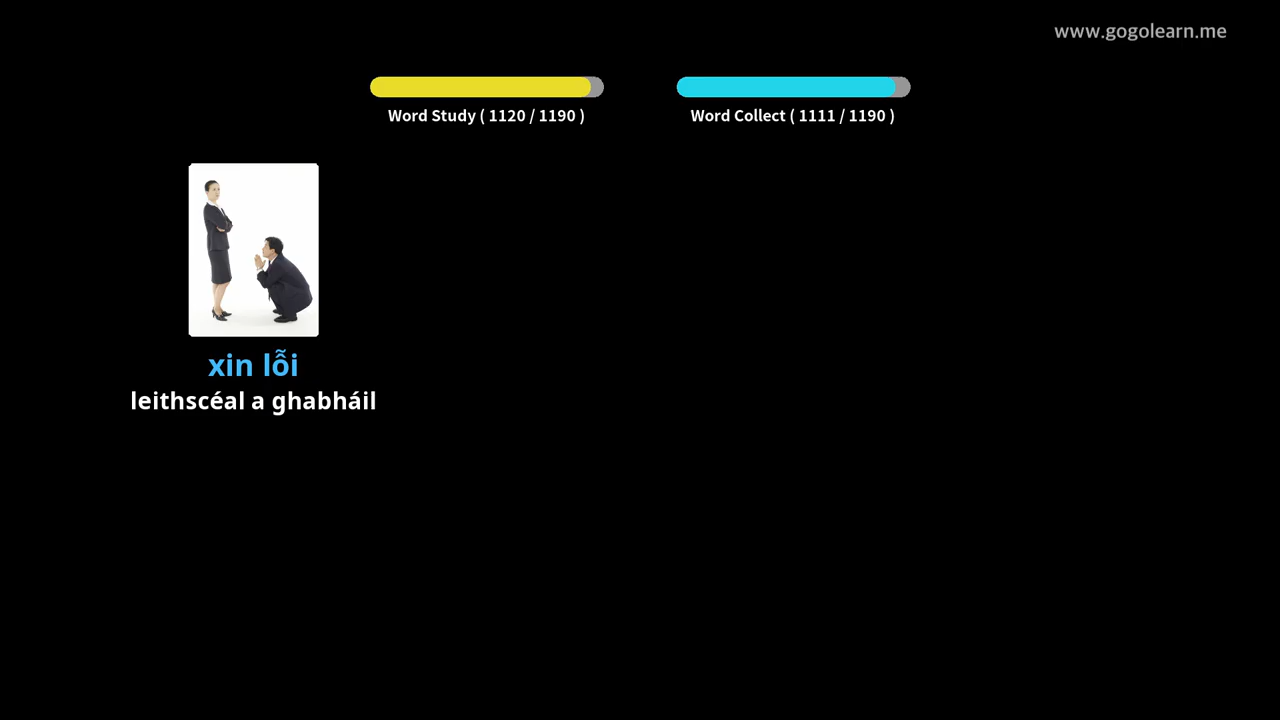 www.gogolearn.me
Word Study ( 1120 / 1190 )
Word Collect ( 1111 / 1190 )
xin lỗi
leithscéal a ghabháil